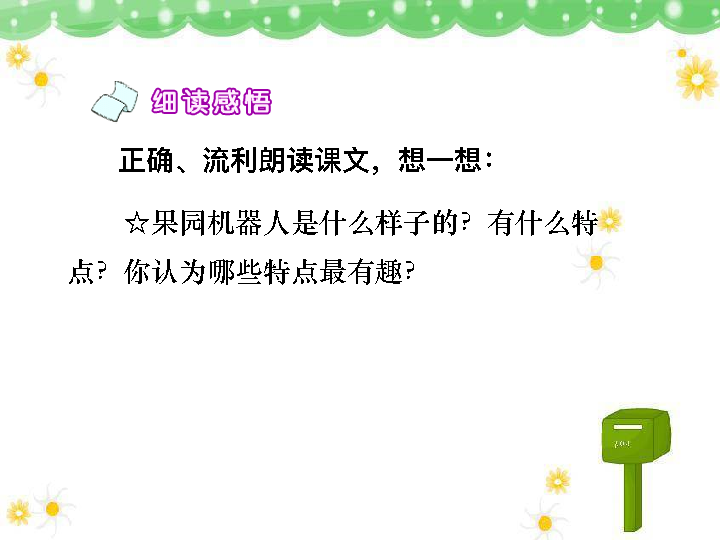 细读感悟
正确、流利朗读课文，想一想：
☆果园机器人是什么样子的？有什么特
点？你认为哪些特点最有趣？